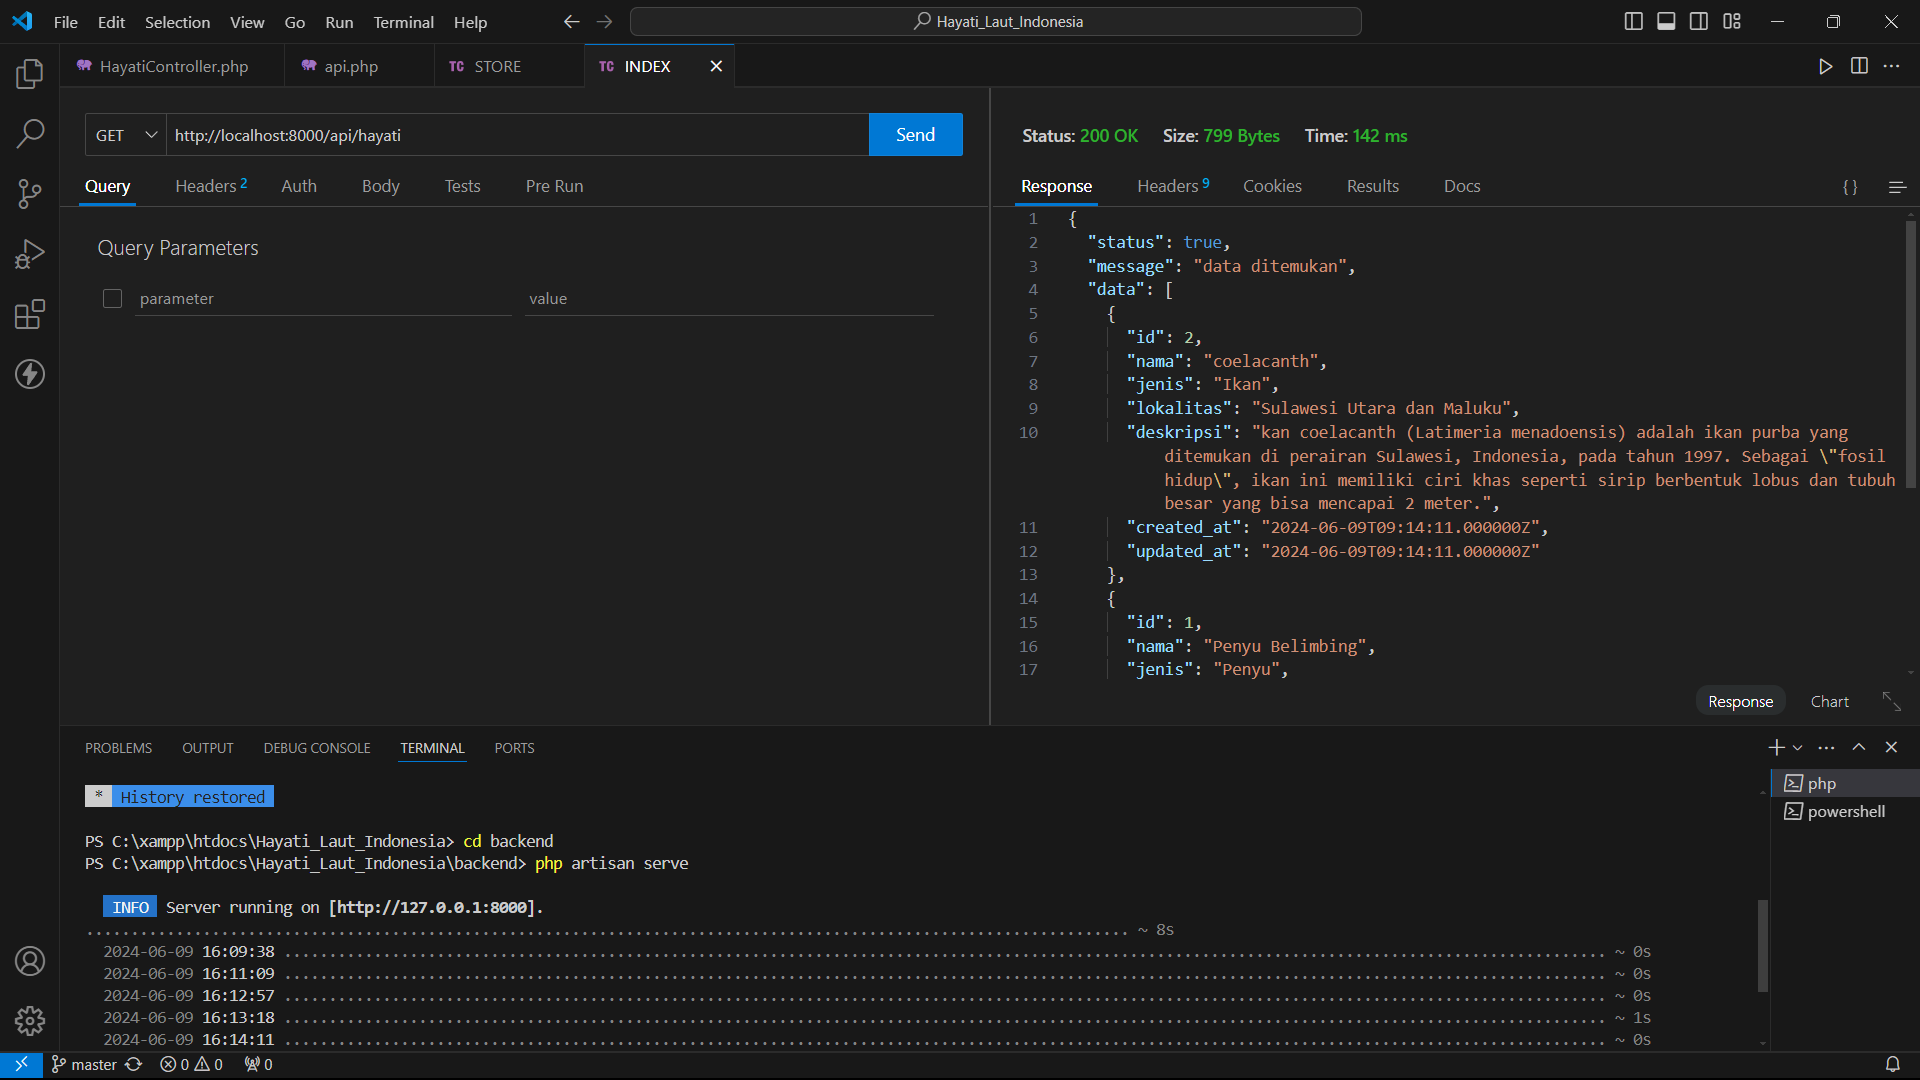 File Edit Selection View Go Run Terminal Help
Hayati_Laut_Indonesia
HayatiController.php
api.php
TC STORE
TC INDEX
GET http://localhost:8000/api/hayati Send
Query Headers 2 Auth Body Tests Pre Run
Query Parameters
parameter value
Status: 200 OK Size: 799 Bytes Time: 142 ms
Response Headers 9 Cookies Results Docs { }
1 {
2 "status": true,
3 "message": "data ditemukan",
4 "data": [
5 {
6 "id": 2,
7 "nama": "coelacanth",
8 "jenis": "Ikan",
9 "lokalitas": "Sulawesi Utara dan Maluku",
10 "deskripsi": "kan coelacanth (Latimeria menadoensis) adalah ikan purba yang
ditemukan di perairan Sulawesi, Indonesia, pada tahun 1997. Sebagai \"fosil
hidup\", ikan ini memiliki ciri khas seperti sirip berbentuk lobus dan tubuh
besar yang bisa mencapai 2 meter.",
11 "created_at": "2024-06-09T09:14:11.000000Z",
12 "updated_at": "2024-06-09T09:14:11.000000Z"
13 },
14 {
15 "id": 1,
16 "nama": "Penyu Belimbing",
17 "jenis": "Penyu",
Response Chart
PROBLEMS OUTPUT DEBUG CONSOLE TERMINAL PORTS
* History restored
PS C:\xampp\htdocs\Hayati_Laut_Indonesia> cd backend
PS C:\xampp\htdocs\Hayati_Laut_Indonesia\backend> php artisan serve
INFO Server running on [http://127.0.0.1:8000].
~ 8s
2024-06-09 16:09:38 ~ 0s
2024-06-09 16:11:09 ~ 0s
2024-06-09 16:12:57 ~ 0s
2024-06-09 16:13:18 ~ 1s
2024-06-09 16:14:11 ~ 0s
php
powershell
master 0 0 0